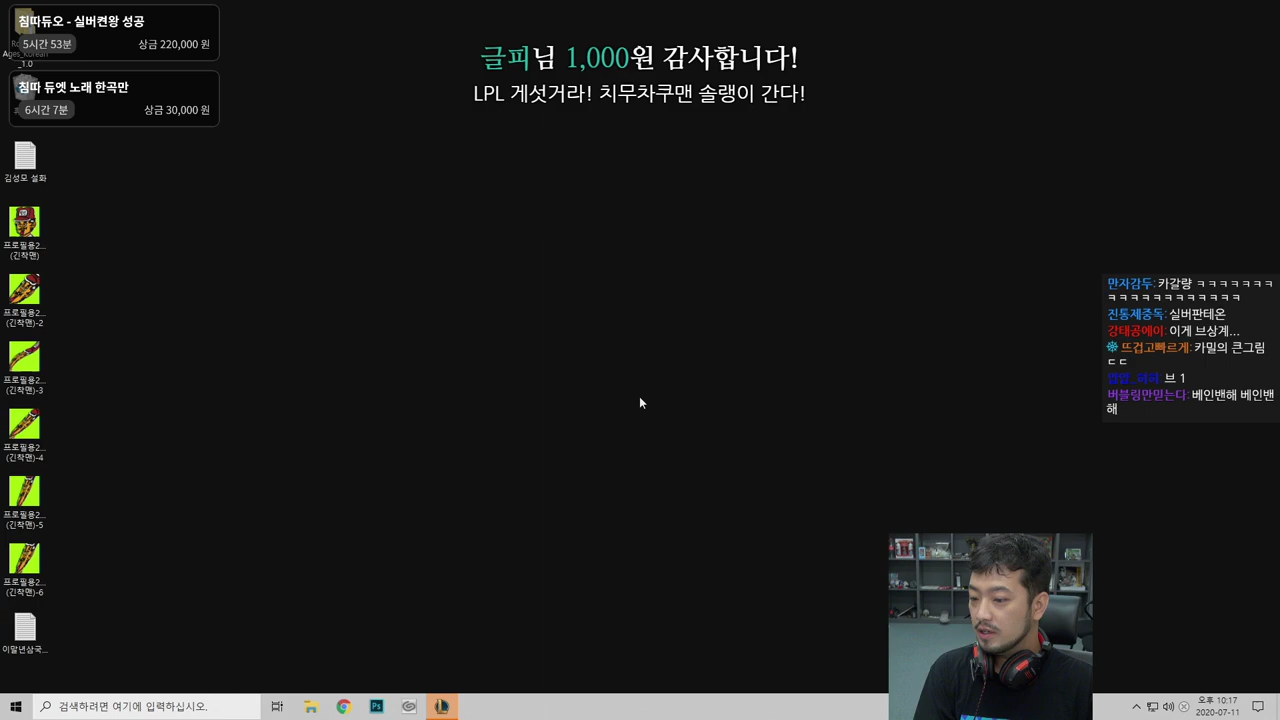 침따듀오 - 실버켠왕 성공
5시간 53분
상금 220,000 원
Ages_Korean
_1.0
침따 듀엣 노래 한곡만
6시간 7분
상금 30,000 원
글피님 1,000원 감사합니다!
LPL 게섯거라! 치무차쿠맨 솔랭이 간다!
김성모 설화
프로필용2...
(긴착맨)
프로필용2...
(긴착맨)-2
프로필용2...
(긴착맨)-3
프로필용2...
(긴착맨)-4
프로필용2...
(긴착맨)-5
프로필용2...
(긴착맨)-6
이말년상국...
만자감투: 카갈량 ㅋㅋㅋㅋㅋㅋㅋ
ㅋㅋㅋㅋㅋㅋㅋㅋㅋㅋㅋㅋ
진통제중독: 실버판테온
강태공에이: 이게 브상계...
뜨겁고빠르게: 카밀의 큰그림
ㄷㄷ
브 1
버블링만믿는다: 베인밴해 베인밴
해
검색하려면 여기에 입력하십시오.
Ps
오후 10:17
2020-07-11